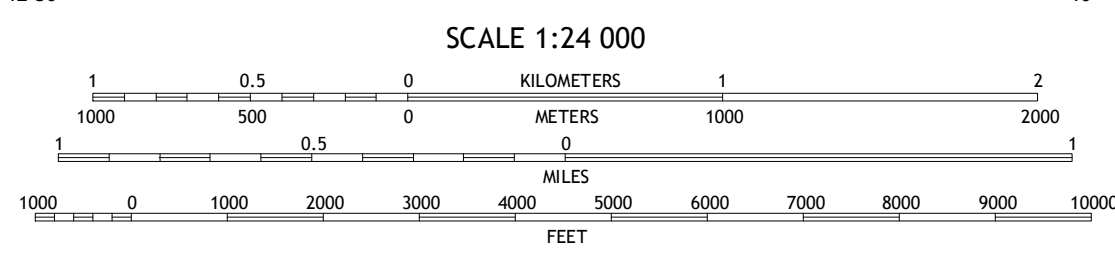 SCALE 1:24 000
1 0.5 0 KILOMETERS 1 2
1000 500 0 METERS 1000 2000
1 0.5 0 1
MILES
1000 0 1000 2000 3000 4000 5000 6000 7000 8000 9000 10000
FEET